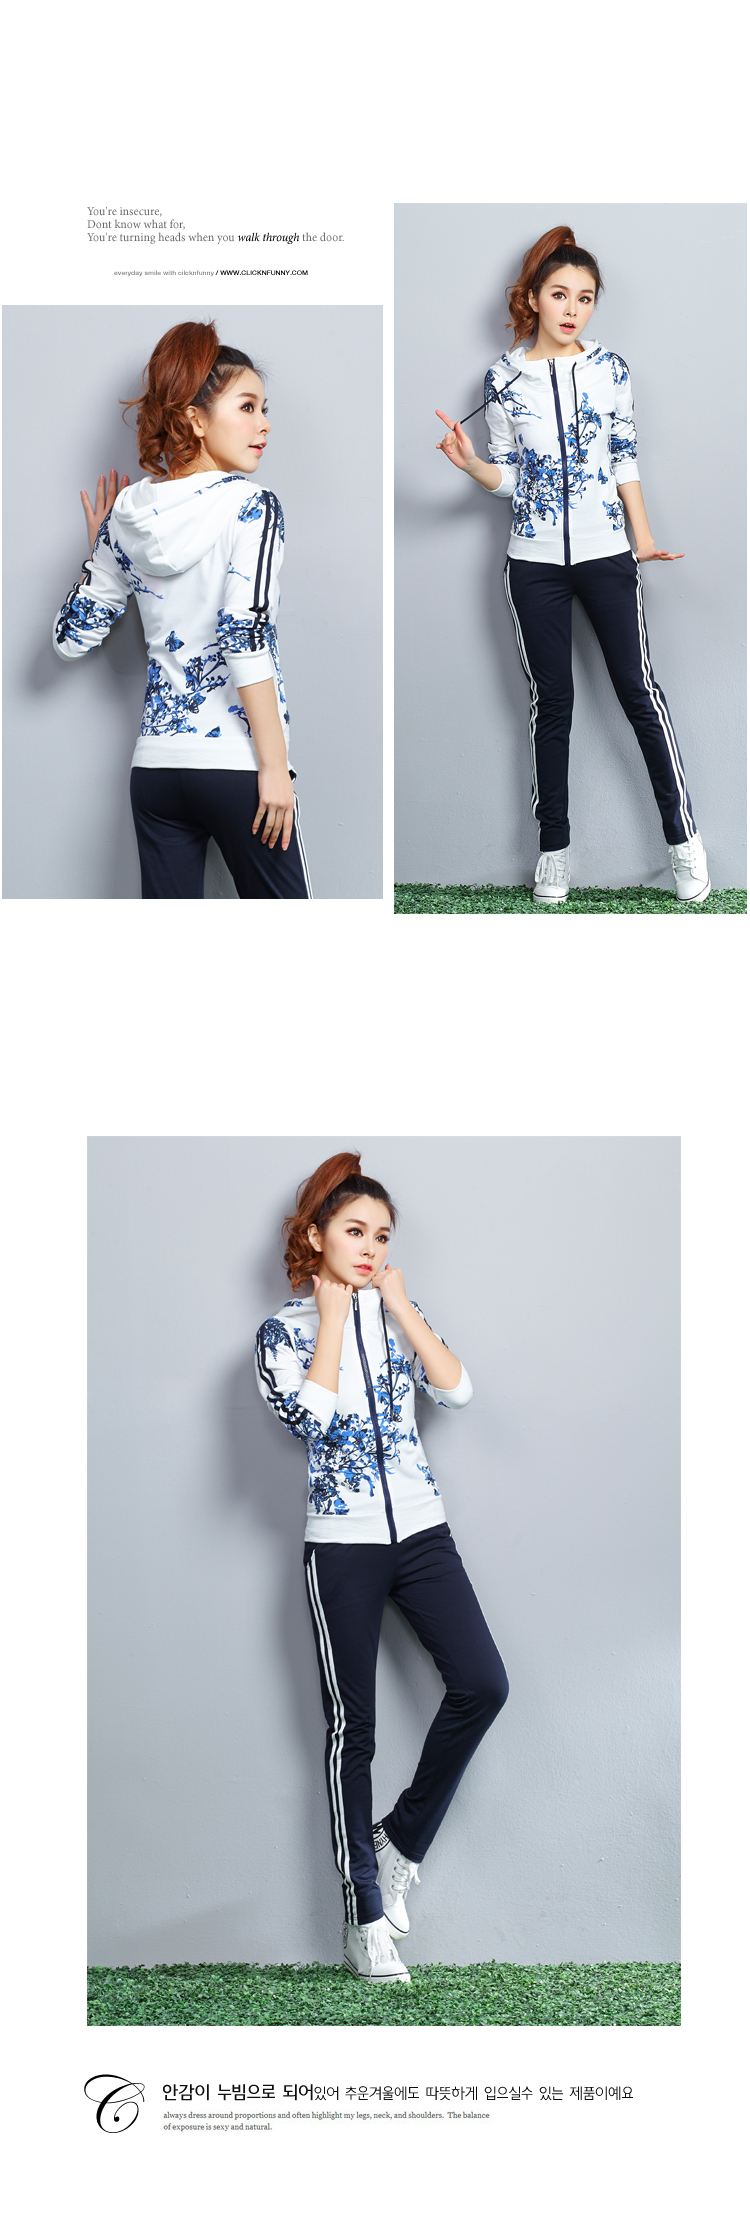 You're insecure,
Dont know what for,
You're turning heads when you walk through the door.
everyday smile with cilcknfunny / WWW.CLICKNFUNNY.COM
안감이 누빔으로 되어있어 추운겨울에도 따뜻하게 입으실수 있는 제품이예요
always dress around proportions and often highlight my legs, neck, and shoulders. The balance
of exposure is sexy and natural.